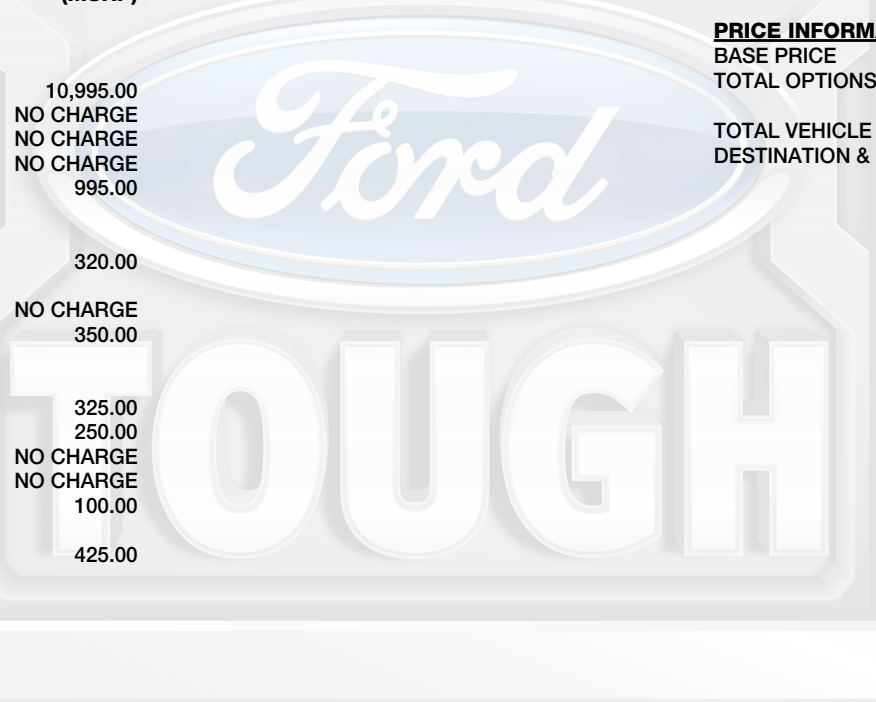 (MSRP)
10,995.00
NO CHARGE
NO CHARGE
NO CHARGE
995.00
320.00
NO CHARGE
350.00
325.00
250.00
NO CHARGE
NO CHARGE
100.00
425.00
PRICE INFORM
BASE PRICE
TOTAL OPTIONS
TOTAL VEHICLE
DESTINATION &
Ford
TOUGH